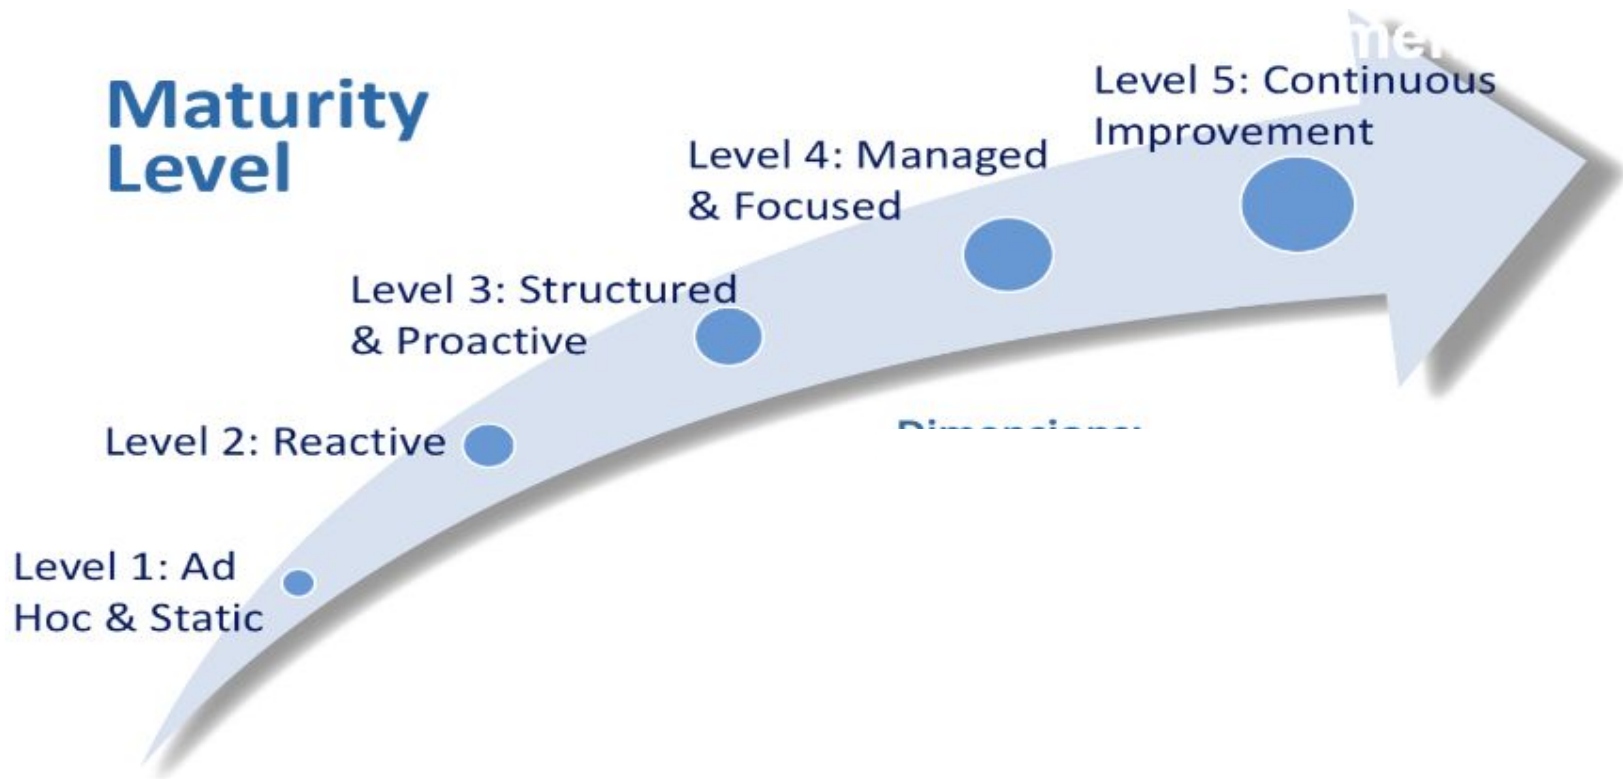 Maturity
Level
Level 5: Continuous
Improvement
Level 4: Managed
& Focused
Level 3: Structured
& Proactive
Level 2: Reactive
Level 1: Ad
Hoc & Static
Dimensions: